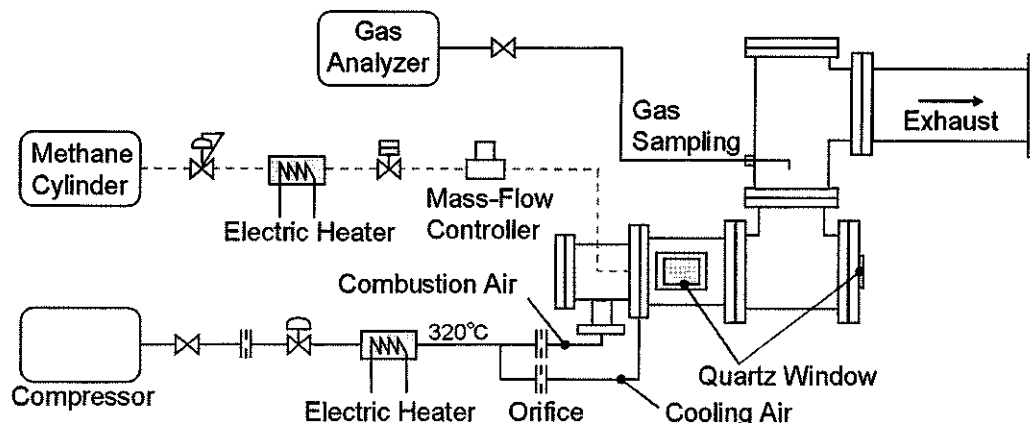 Gas
Analyzer
Gas
Sampling
Exhaust
Methane
Cylinder
Electric Heater
Mass-Flow
Controller
Combustion Air
320℃
Compressor
Electric Heater
Orifice
Cooling Air
Quartz Window